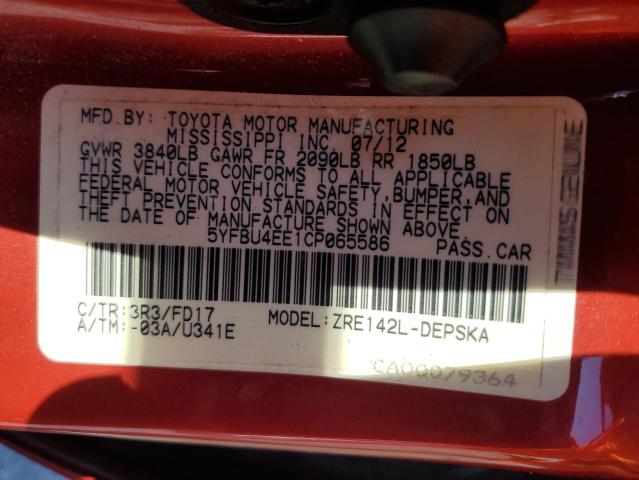 MFD.BY: TOYOTA MOTOR MANUFACTURING
MISSISSIPPI INC. 07/12
GVWR 3840LB GAWR FR 2090LB RR 1850LB
THIS VEHICLE CONFORMS TO ALL APPLICABLE
FEDERAL MOTOR VEHICLE SAFETY,BUMPER,AND
THEFT PREVENTION STANDARDS IN EFFECT ON
THE DATE OF MANUFACTURE SHOWN ABOVE.
5YFBU4EE1CP065586 PASS.CAR
C/TR:3R3/FD17 MODEL:ZRE142L-DEPSKA
A/TM:-03A/U341E
CA00079364